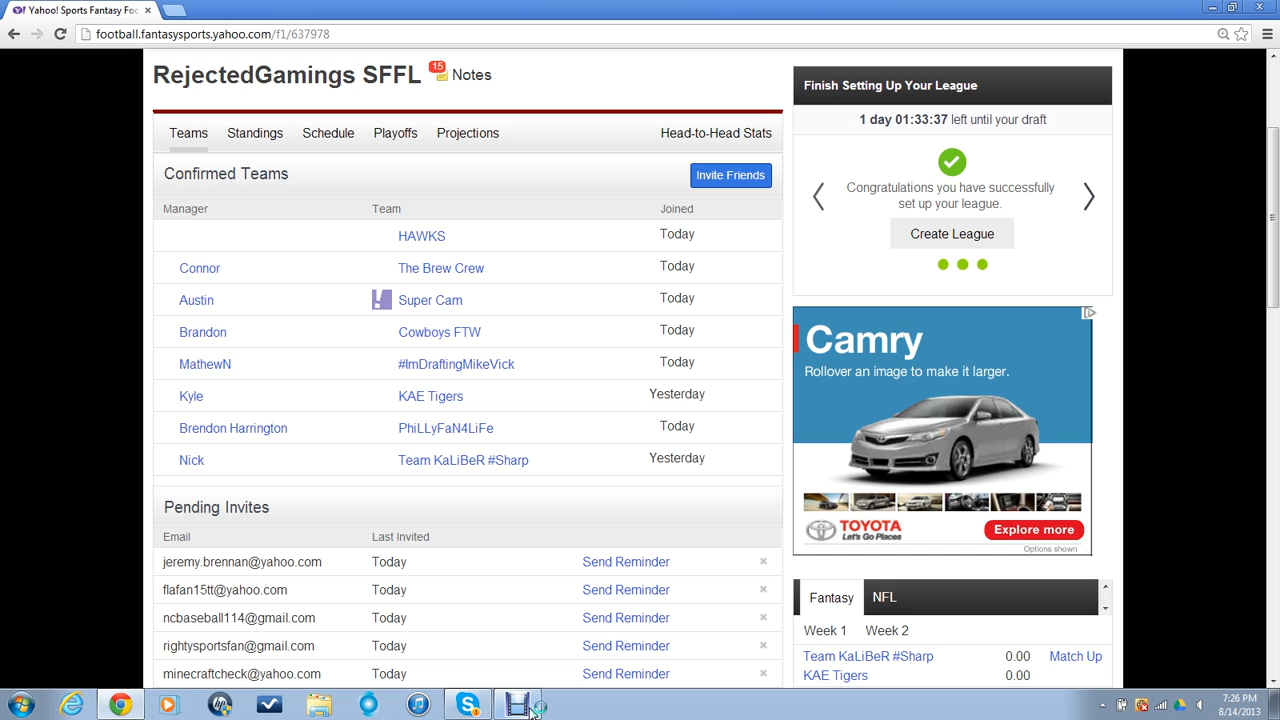 Yahoo! Sports Fantasy Foo
football.fantasysports.yahoo.com/f1/637978
RejectedGamings SFFL
15
Notes
Teams Standings Schedule Playoffs Projections Head-to-Head Stats
Confirmed Teams
Invite Friends
Manager Team Joined
HAWKS Today
Connor The Brew Crew Today
Austin Super Cam Today
Brandon Cowboys FTW Today
MathewN #ImDraftingMikeVick Today
Kyle KAE Tigers Yesterday
Brendon Harrington PhiLLyFaN4LiFe Today
Nick Team KaLiBeR #Sharp Yesterday
Pending Invites
Email Last Invited
jeremy.brennan@yahoo.com Today Send Reminder
flafan15tt@yahoo.com Today Send Reminder
ncbaseball114@gmail.com Today Send Reminder
rightysportsfan@gmail.com Today Send Reminder
minecraftcheck@yahoo.com Today Send Reminder
Finish Setting Up Your League
1 day 01:33:37 left until your draft
Congratulations you have successfully
set up your league.
Create League
Camry
Rollover an image to make it larger.
TOYOTA
Let's Go Places
Explore more
Options shown
Fantasy NFL
Week 1 Week 2
Team KaLiBeR #Sharp 0.00 Match Up
KAE Tigers 0.00
7:26 PM
8/14/2013